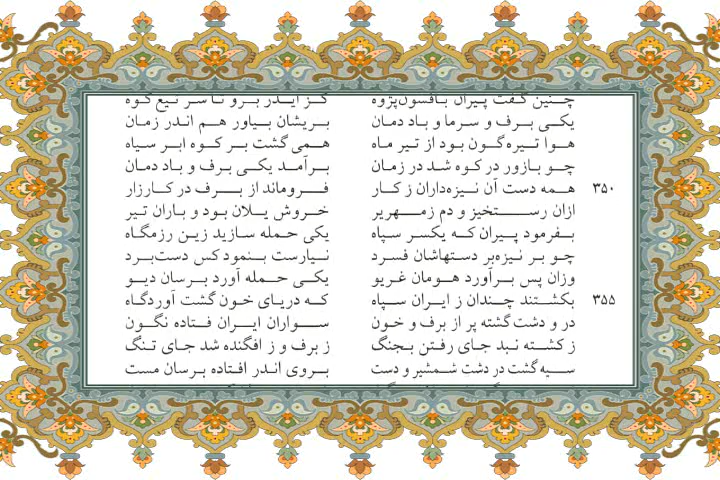 چنین گفت پیران بافسون‌پژوه کز ایدر برو تا سر تیغ کوه
یکی برف و سرما و باد دمان بریشان بیاور هم اندر زمان
هوا تیره‌گون بود از تیر ماه همی گشت بر کوه ابر سیاه
چو بازور در کوه شد در زمان برآمد یکی برف و باد دمان
۳۵۰ همه دست آن نیزه‌داران ز کار فروماند از برف در کارزار
ازان رستخیز و دم زمهریر خروش یلان بود و باران تیر
بفرمود پیران که یکسر سپاه یکی حمله سازید زین رزمگاه
چو بر نیزه‌بر دستهاشان فسرد نیارست بنمود کس دست‌برد
وزان پس برآورد هومان غریو یکی حمله آورد برسان دیو
۳۵۵ بکشتند چندان ز ایران سپاه که دریای خون گشت آوردگاه
در و دشت گشته پر از برف و خون سواران ایران فتاده نگون
ز کشته نبد جای رفتن بجنگ ز برف و ز افگنده شد جای تنگ
سیه گشت در دشت شمشیر و دست بروی اندر افتاده برسان مست